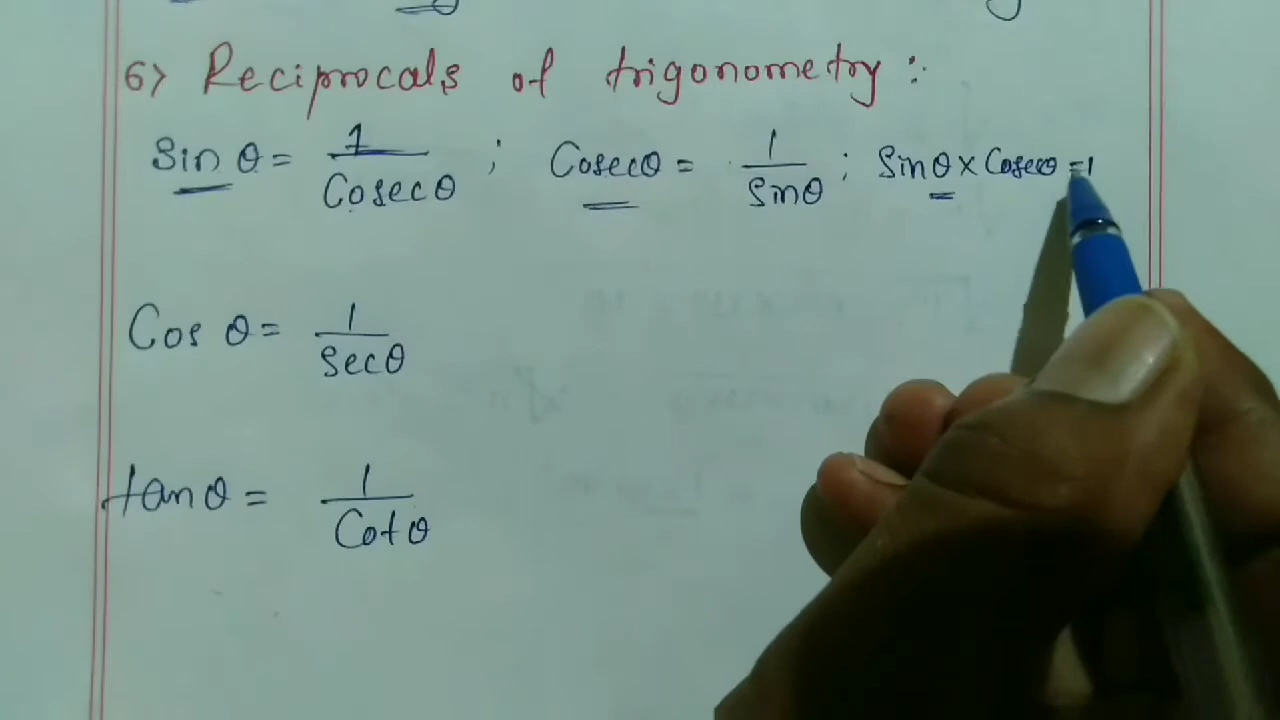 6) Reciprocals of trigonometry :-
Sin θ = 1/Cosec θ ; Cosec θ = 1/Sin θ ; Sin θ × Cosec θ = 1
Cos θ = 1/sec θ
tan θ = 1/Cot θ